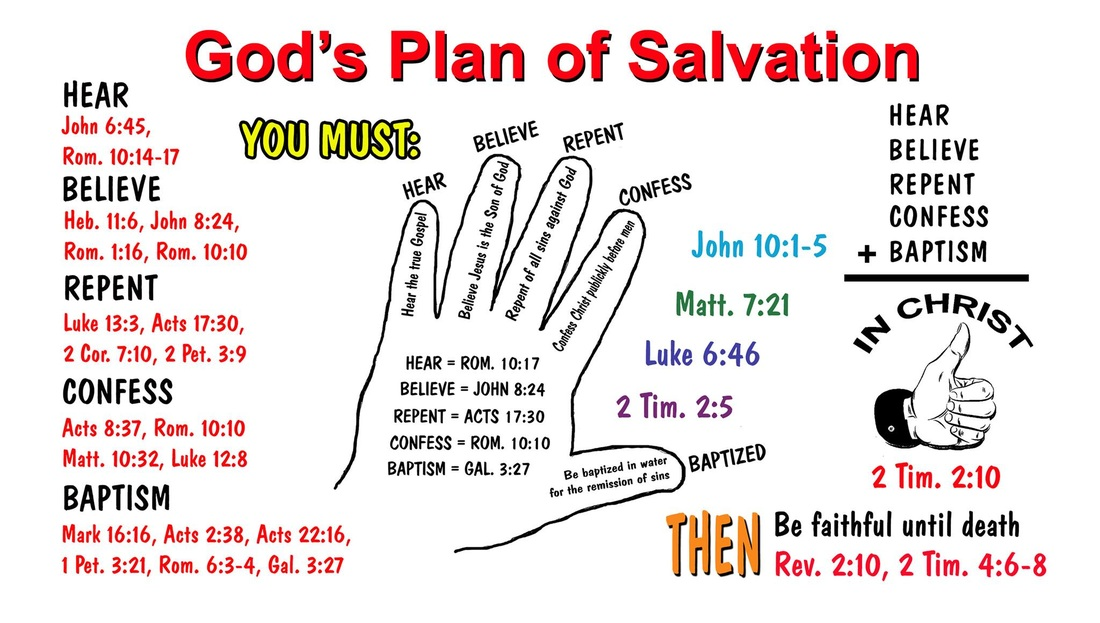 God's Plan of Salvation
HEAR
John 6:45,
Rom. 10:14-17
BELIEVE
Heb. 11:6, John 8:24,
Rom. 1:16, Rom. 10:10
REPENT
Luke 13:3, Acts 17:30,
2 Cor. 7:10, 2 Pet. 3:9
CONFESS
Acts 8:37, Rom. 10:10
Matt. 10:32, Luke 12:8
BAPTISM
Mark 16:16, Acts 2:38, Acts 22:16,
1 Pet. 3:21, Rom. 6:3-4, Gal. 3:27
YOU MUST:
HEAR
Hear the true Gospel
BELIEVE
Believe Jesus is the Son of God
REPENT
Repent of all sins against God
CONFESS
Confess Christ publickly before men
BAPTIZED
Be baptized in water
for the remission of sins
HEAR = ROM. 10:17
BELIEVE = JOHN 8:24
REPENT = ACTS 17:30
CONFESS = ROM. 10:10
BAPTISM = GAL. 3:27
John 10:1-5
Matt. 7:21
Luke 6:46
2 Tim. 2:5
HEAR
BELIEVE
REPENT
CONFESS
+ BAPTISM
IN CHRIST
2 Tim. 2:10
THEN
Be faithful until death
Rev. 2:10, 2 Tim. 4:6-8